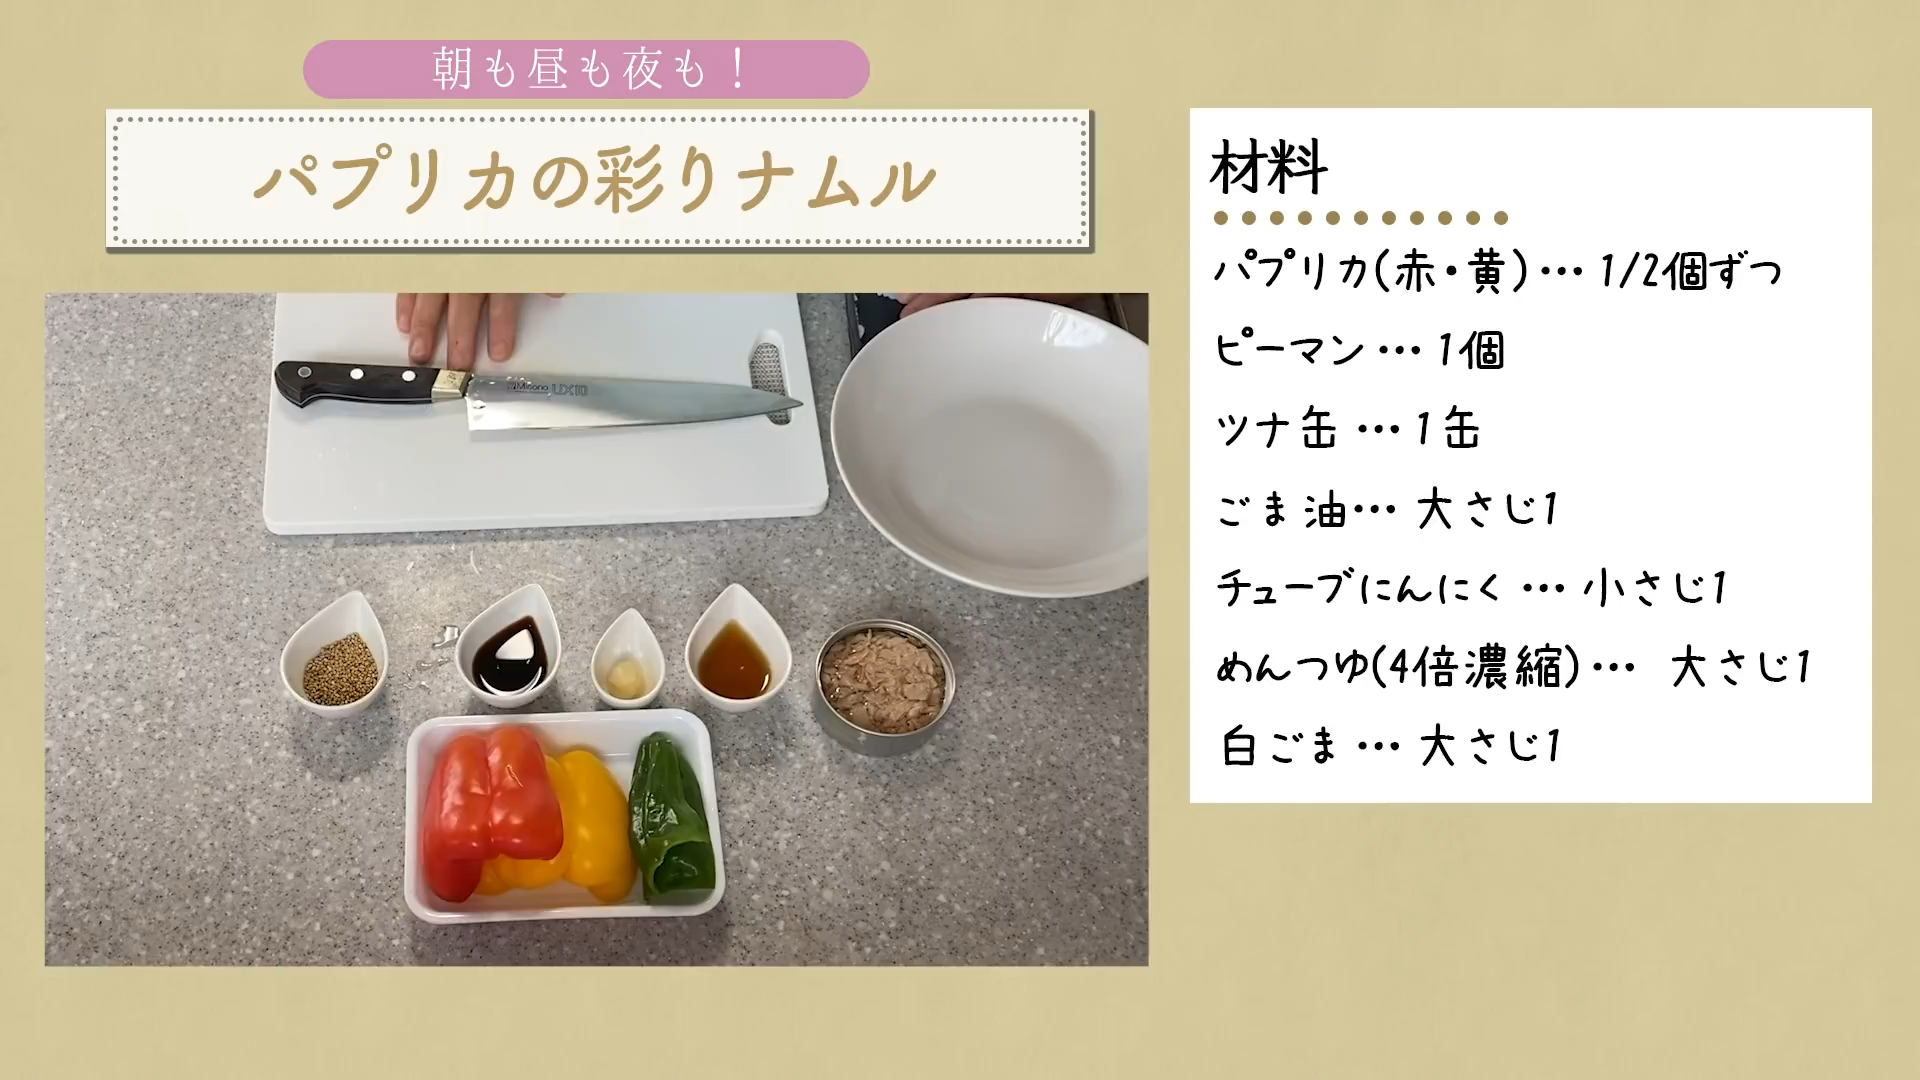 朝も昼も夜も！
パプリカの彩りナムル
材料
パプリカ(赤・黄)… 1/2個ずつ
ピーマン … 1個
ツナ缶 … 1缶
ごま油… 大さじ1
チューブにんにく … 小さじ1
めんつゆ(4倍濃縮)… 大さじ1
白ごま … 大さじ1
Misono UX10